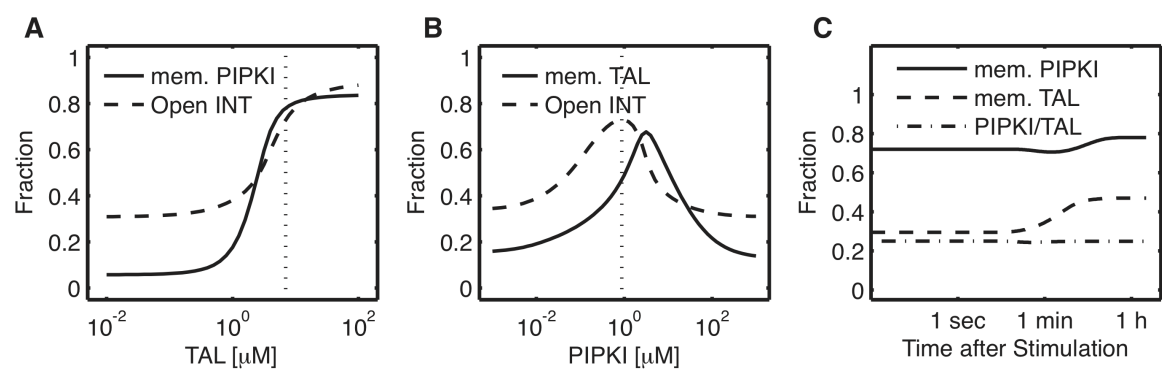 A
1
0.8
0.6
0.4
0.2
0
Fraction
mem. PIPKI
Open INT
10^-2
10^0
10^2
TAL [μM]
B
1
0.8
0.6
0.4
0.2
0
Fraction
mem. TAL
Open INT
10^-2
10^0
10^2
PIPKI [μM]
C
1
0.8
0.6
0.4
0.2
0
Fraction
mem. PIPKI
mem. TAL
PIPKI/TAL
1 sec
1 min
1 h
Time after Stimulation